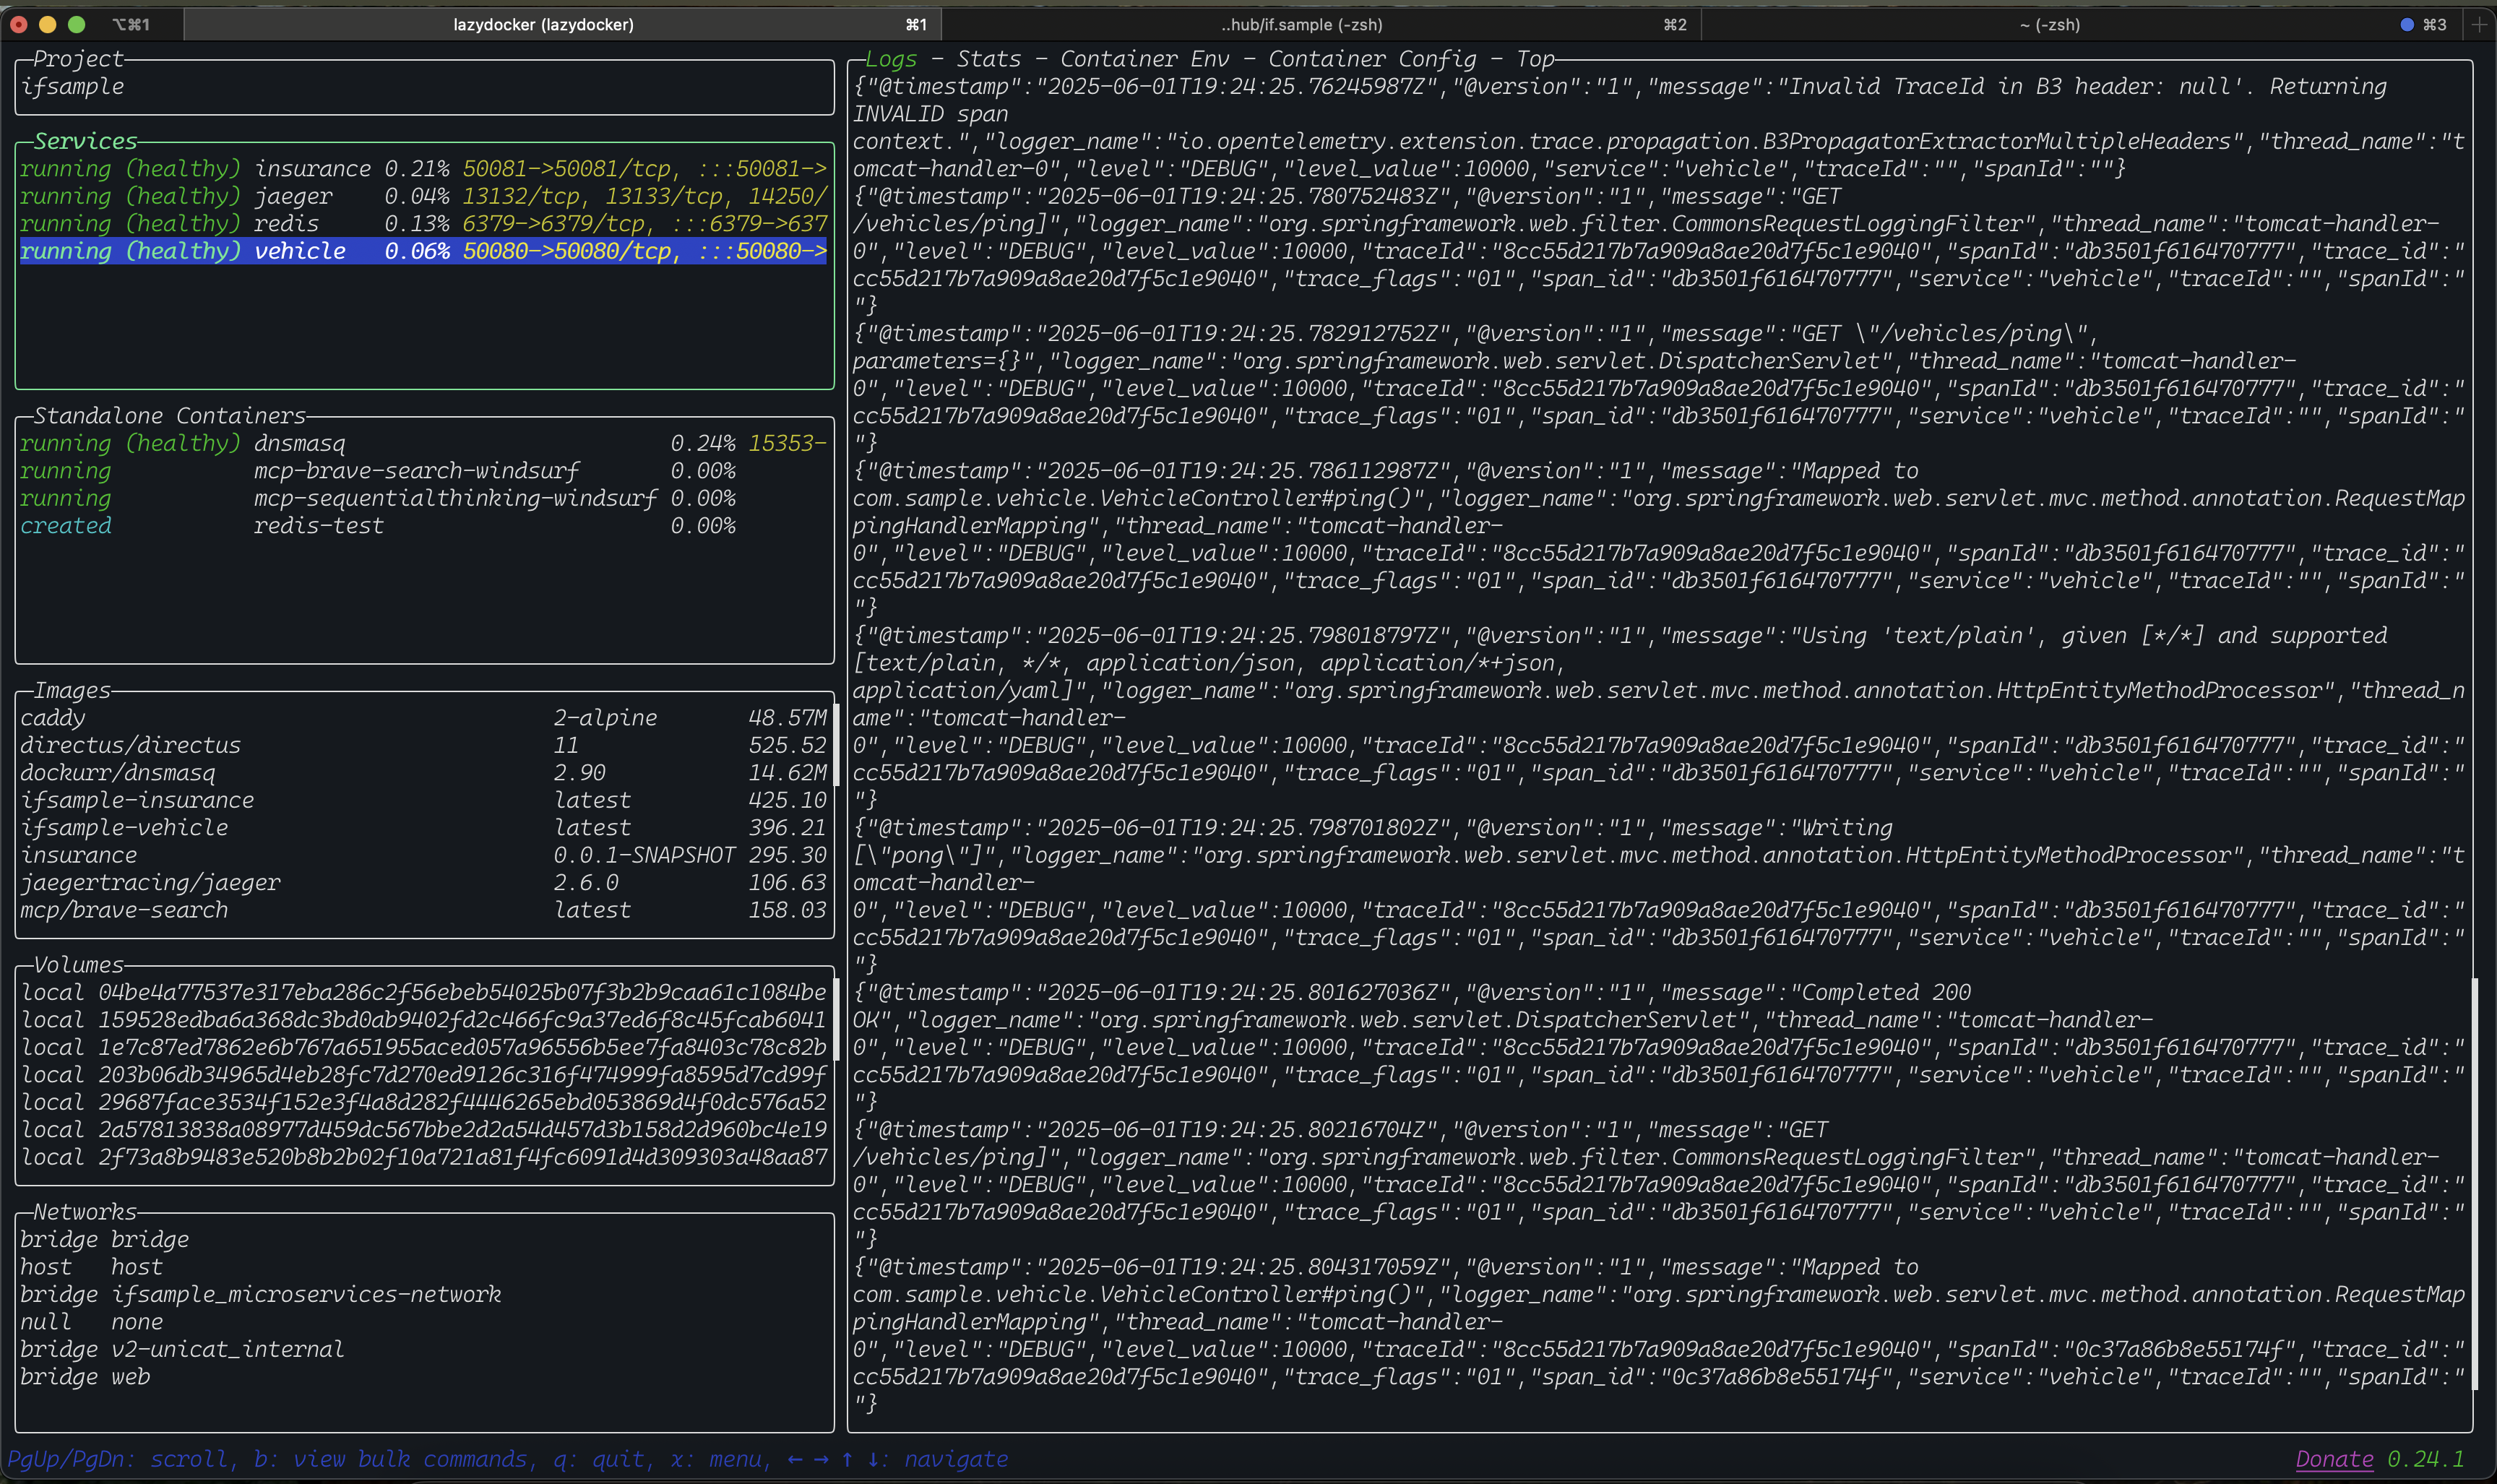 ⌥⌘1 lazydocker (lazydocker) ⌘1 ..hub/if.sample (-zsh) ⌘2 ~ (-zsh) ⌘3
Project
ifsample
Services
running (healthy) insurance 0.21% 50081->50081/tcp, :::50081->
running (healthy) jaeger 0.04% 13132/tcp, 13133/tcp, 14250/
running (healthy) redis 0.13% 6379->6379/tcp, :::6379->637
running (healthy) vehicle 0.06% 50080->50080/tcp, :::50080->
Standalone Containers
running (healthy) dnsmasq 0.24% 15353-
running mcp-brave-search-windsurf 0.00%
running mcp-sequentialthinking-windsurf 0.00%
created redis-test 0.00%
Images
caddy 2-alpine 48.57M
directus/directus 11 525.52
dockurr/dnsmasq 2.90 14.62M
ifsample-insurance latest 425.10
ifsample-vehicle latest 396.21
insurance 0.0.1-SNAPSHOT 295.30
jaegertracing/jaeger 2.6.0 106.63
mcp/brave-search latest 158.03
Volumes
local 04be4a77537e317eba286c2f56ebeb54025b07f3b2b9caa61c1084be
local 159528edba6a368dc3bd0ab9402fd2c466fc9a37ed6f8c45fcab6041
local 1e7c87ed7862e6b767a651955aced057a96556b5ee7fa8403c78c82b
local 203b06db34965d4eb28fc7d270ed9126c316f474999fa8595d7cd99f
local 29687face3534f152e3f4a8d282f4446265ebd053869d4f0dc576a52
local 2a57813838a08977d459dc567bbe2d2a54d457d3b158d2d960bc4e19
local 2f73a8b9483e520b8b2b02f10a721a81f4fc6091d4d309303a48aa87
Networks
bridge bridge
host host
bridge ifsample_microservices-network
null none
bridge v2-unicat_internal
bridge web
Logs - Stats - Container Env - Container Config - Top
{"@timestamp":"2025-06-01T19:24:25.76245987Z","@version":"1","message":"Invalid TraceId in B3 header: null'. Returning
INVALID span
context.","logger_name":"io.opentelemetry.extension.trace.propagation.B3PropagatorExtractorMultipleHeaders","thread_name":"t
omcat-handler-0","level":"DEBUG","level_value":10000,"service":"vehicle","traceId":"","spanId":""}
{"@timestamp":"2025-06-01T19:24:25.780752483Z","@version":"1","message":"GET
/vehicles/ping]","logger_name":"org.springframework.web.filter.CommonsRequestLoggingFilter","thread_name":"tomcat-handler-
0","level":"DEBUG","level_value":10000,"traceId":"8cc55d217b7a909a8ae20d7f5c1e9040","spanId":"db3501f616470777","trace_id":"
cc55d217b7a909a8ae20d7f5c1e9040","trace_flags":"01","span_id":"db3501f616470777","service":"vehicle","traceId":"","spanId":"
"}
{"@timestamp":"2025-06-01T19:24:25.782912752Z","@version":"1","message":"GET \"/vehicles/ping\",
parameters={}","logger_name":"org.springframework.web.servlet.DispatcherServlet","thread_name":"tomcat-handler-
0","level":"DEBUG","level_value":10000,"traceId":"8cc55d217b7a909a8ae20d7f5c1e9040","spanId":"db3501f616470777","trace_id":"
cc55d217b7a909a8ae20d7f5c1e9040","trace_flags":"01","span_id":"db3501f616470777","service":"vehicle","traceId":"","spanId":"
"}
{"@timestamp":"2025-06-01T19:24:25.786112987Z","@version":"1","message":"Mapped to
com.sample.vehicle.VehicleController#ping()","logger_name":"org.springframework.web.servlet.mvc.method.annotation.RequestMap
pingHandlerMapping","thread_name":"tomcat-handler-
0","level":"DEBUG","level_value":10000,"traceId":"8cc55d217b7a909a8ae20d7f5c1e9040","spanId":"db3501f616470777","trace_id":"
cc55d217b7a909a8ae20d7f5c1e9040","trace_flags":"01","span_id":"db3501f616470777","service":"vehicle","traceId":"","spanId":"
"}
{"@timestamp":"2025-06-01T19:24:25.798018797Z","@version":"1","message":"Using 'text/plain', given [*/*] and supported
[text/plain, */*, application/json, application/*+json,
application/yaml]","logger_name":"org.springframework.web.servlet.mvc.method.annotation.HttpEntityMethodProcessor","thread_n
ame":"tomcat-handler-
0","level":"DEBUG","level_value":10000,"traceId":"8cc55d217b7a909a8ae20d7f5c1e9040","spanId":"db3501f616470777","trace_id":"
cc55d217b7a909a8ae20d7f5c1e9040","trace_flags":"01","span_id":"db3501f616470777","service":"vehicle","traceId":"","spanId":"
"}
{"@timestamp":"2025-06-01T19:24:25.798701802Z","@version":"1","message":"Writing
[\"pong\"]","logger_name":"org.springframework.web.servlet.mvc.method.annotation.HttpEntityMethodProcessor","thread_name":"t
omcat-handler-
0","level":"DEBUG","level_value":10000,"traceId":"8cc55d217b7a909a8ae20d7f5c1e9040","spanId":"db3501f616470777","trace_id":"
cc55d217b7a909a8ae20d7f5c1e9040","trace_flags":"01","span_id":"db3501f616470777","service":"vehicle","traceId":"","spanId":"
"}
{"@timestamp":"2025-06-01T19:24:25.801627036Z","@version":"1","message":"Completed 200
OK","logger_name":"org.springframework.web.servlet.DispatcherServlet","thread_name":"tomcat-handler-
0","level":"DEBUG","level_value":10000,"traceId":"8cc55d217b7a909a8ae20d7f5c1e9040","spanId":"db3501f616470777","trace_id":"
cc55d217b7a909a8ae20d7f5c1e9040","trace_flags":"01","span_id":"db3501f616470777","service":"vehicle","traceId":"","spanId":"
"}
{"@timestamp":"2025-06-01T19:24:25.80216704Z","@version":"1","message":"GET
/vehicles/ping]","logger_name":"org.springframework.web.filter.CommonsRequestLoggingFilter","thread_name":"tomcat-handler-
0","level":"DEBUG","level_value":10000,"traceId":"8cc55d217b7a909a8ae20d7f5c1e9040","spanId":"db3501f616470777","trace_id":"
cc55d217b7a909a8ae20d7f5c1e9040","trace_flags":"01","span_id":"db3501f616470777","service":"vehicle","traceId":"","spanId":"
"}
{"@timestamp":"2025-06-01T19:24:25.804317059Z","@version":"1","message":"Mapped to
com.sample.vehicle.VehicleController#ping()","logger_name":"org.springframework.web.servlet.mvc.method.annotation.RequestMap
pingHandlerMapping","thread_name":"tomcat-handler-
0","level":"DEBUG","level_value":10000,"traceId":"8cc55d217b7a909a8ae20d7f5c1e9040","spanId":"0c37a86b8e55174f","trace_id":"
cc55d217b7a909a8ae20d7f5c1e9040","trace_flags":"01","span_id":"0c37a86b8e55174f","service":"vehicle","traceId":"","spanId":"
"}
PgUp/PgDn: scroll, b: view bulk commands, q: quit, x: menu, ← → ↑ ↓: navigate
Donate 0.24.1